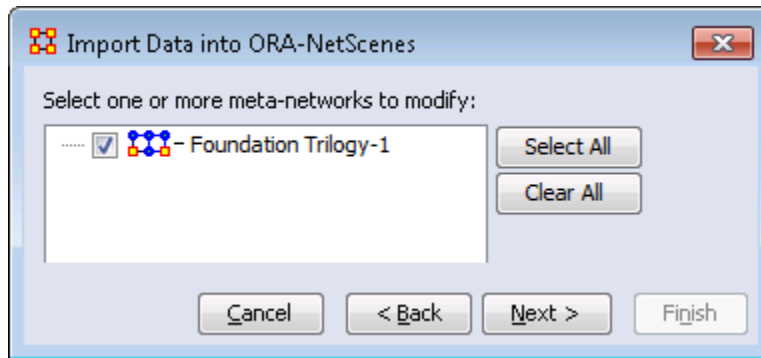 Import Data into ORA-NetScenes
Select one or more meta-networks to modify:
Foundation Trilogy-1
Select All
Clear All
Cancel
< Back
Next >
Finish